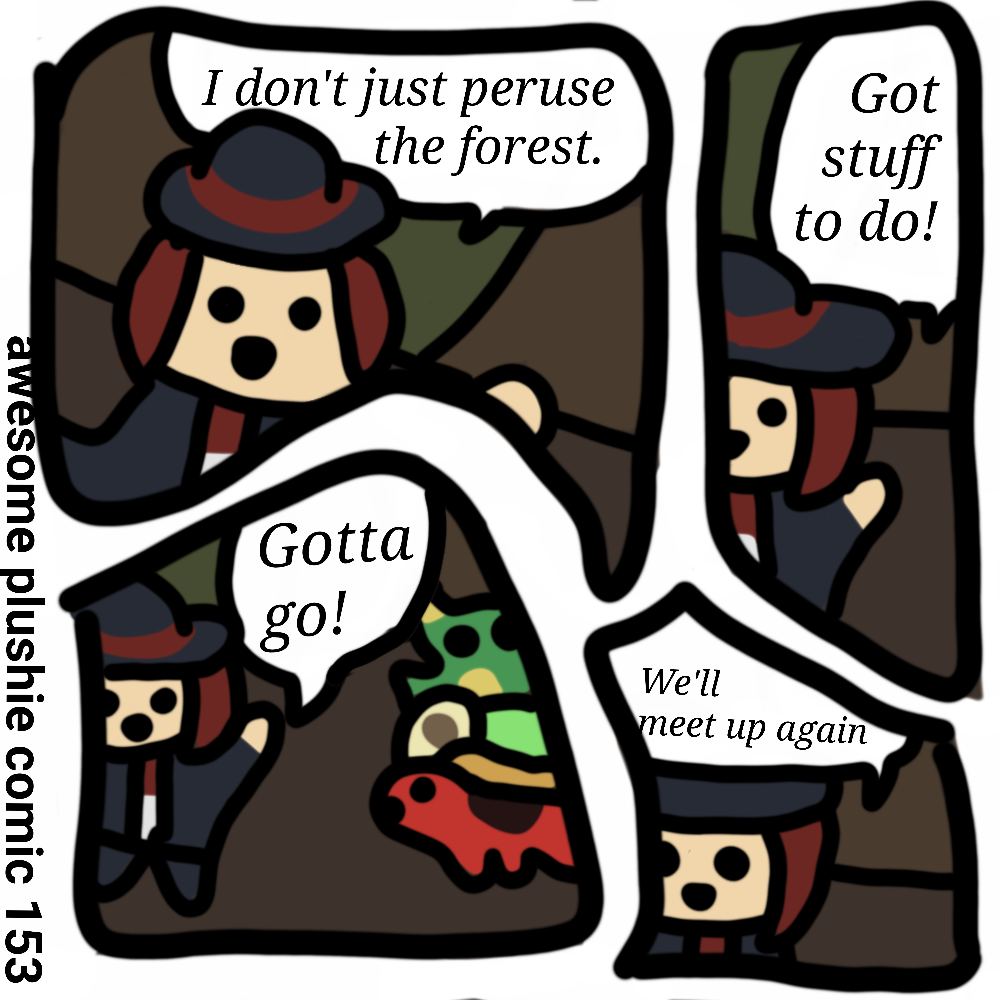 I don't just peruse
the forest.
Got
stuff
to do!
Gotta
go!
We'll
meet up again
awesome plushie comic 153